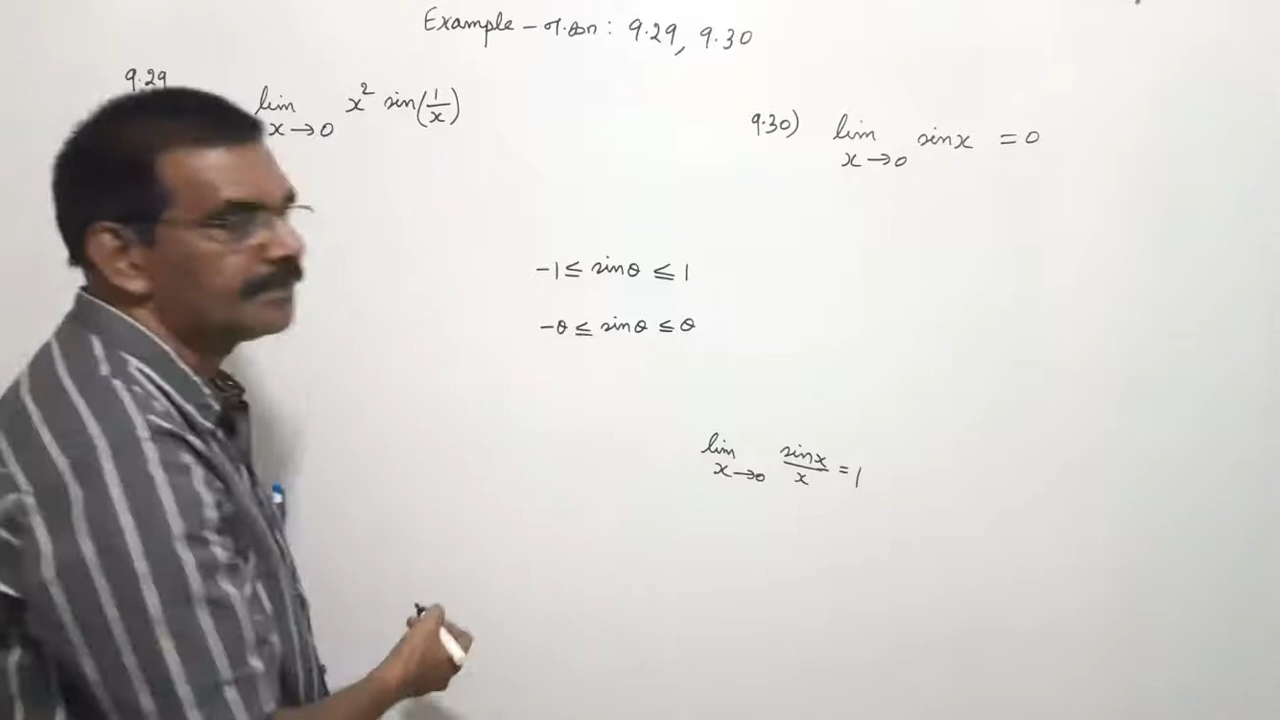 Example - எ.கா: 9.29, 9.30
9.29
lim x→0 x² sin(1/x)
9.30) lim x→0 sinx = 0
-1 ≤ sinθ ≤ 1
-θ ≤ sinθ ≤ θ
lim x→0 sinx/x = 1